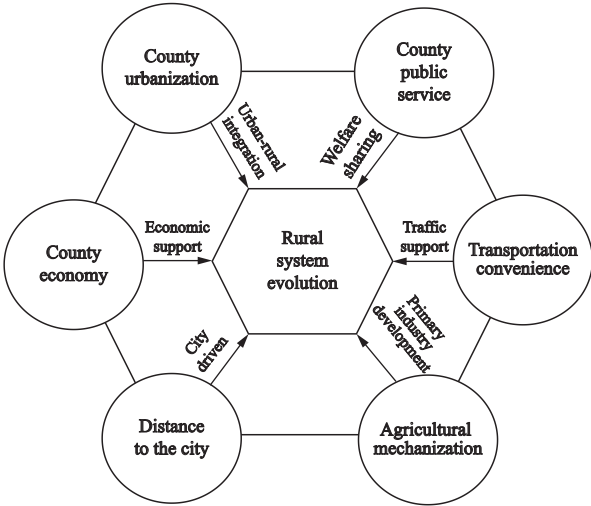 County
urbanization
County
public
service
Urban-rural
integration
Welfare
sharing
County
economy
Economic
support
Rural
system
evolution
Traffic
support
Transportation
convenience
City
driven
Primary
industry
development
Distance
to the city
Agricultural
mechanization